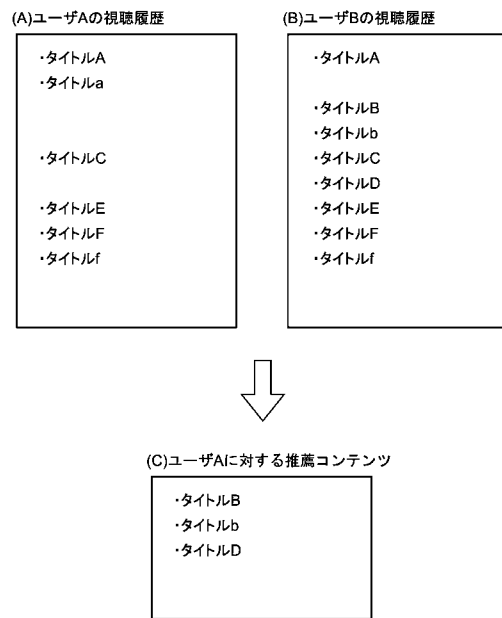 (A)ユーザAの視聴履歴
・タイトルA
・タイトルa
・タイトルC
・タイトルE
・タイトルF
・タイトルf
(B)ユーザBの視聴履歴
・タイトルA
・タイトルB
・タイトルb
・タイトルC
・タイトルD
・タイトルE
・タイトルF
・タイトルf
(C)ユーザAに対する推薦コンテンツ
・タイトルB
・タイトルb
・タイトルD